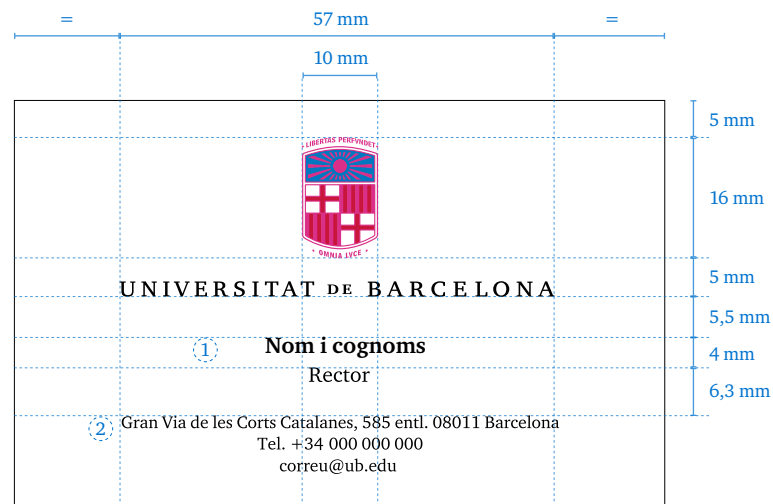 = 57 mm =
10 mm
5 mm
LIBERTAS PERFVNDET
16 mm
OMNIA LVCE
5 mm
UNIVERSITAT DE BARCELONA
5,5 mm
1 Nom i cognoms
4 mm
Rector
6,3 mm
2 Gran Via de les Corts Catalanes, 585 entl. 08011 Barcelona
Tel. +34 000 000 000
correu@ub.edu